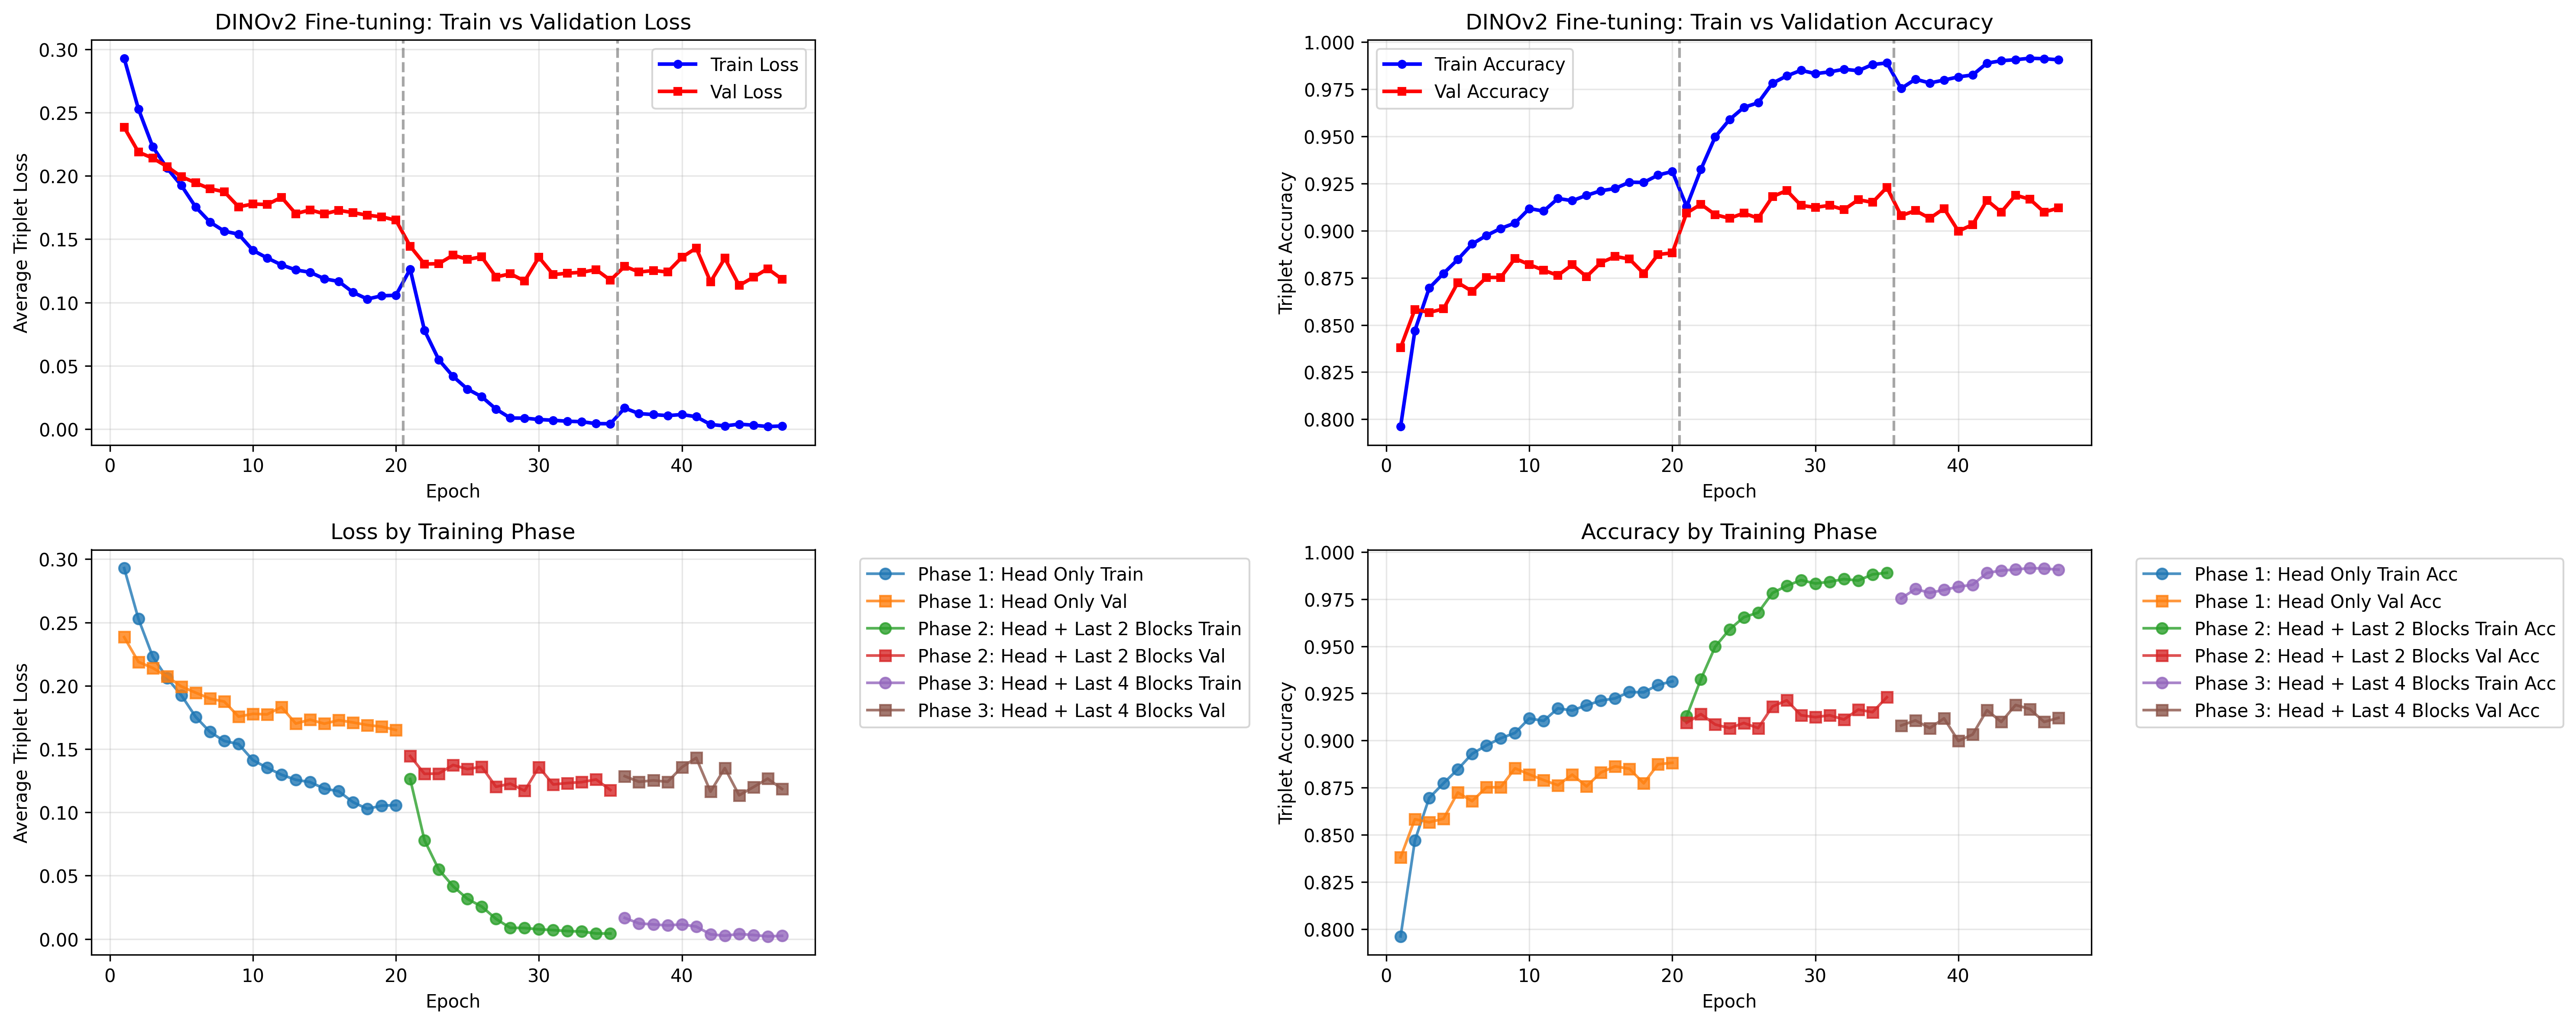 DINOv2 Fine-tuning: Train vs Validation Loss
Average Triplet Loss
0.30
0.25
0.20
0.15
0.10
0.05
0.00
0 10 20 30 40
Epoch
Train Loss
Val Loss
DINOv2 Fine-tuning: Train vs Validation Accuracy
Triplet Accuracy
1.000
0.975
0.950
0.925
0.900
0.875
0.850
0.825
0.800
0 10 20 30 40
Epoch
Train Accuracy
Val Accuracy
Loss by Training Phase
Average Triplet Loss
0.30
0.25
0.20
0.15
0.10
0.05
0.00
0 10 20 30 40
Epoch
Phase 1: Head Only Train
Phase 1: Head Only Val
Phase 2: Head + Last 2 Blocks Train
Phase 2: Head + Last 2 Blocks Val
Phase 3: Head + Last 4 Blocks Train
Phase 3: Head + Last 4 Blocks Val
Accuracy by Training Phase
Triplet Accuracy
1.000
0.975
0.950
0.925
0.900
0.875
0.850
0.825
0.800
0 10 20 30 40
Epoch
Phase 1: Head Only Train Acc
Phase 1: Head Only Val Acc
Phase 2: Head + Last 2 Blocks Train Acc
Phase 2: Head + Last 2 Blocks Val Acc
Phase 3: Head + Last 4 Blocks Train Acc
Phase 3: Head + Last 4 Blocks Val Acc